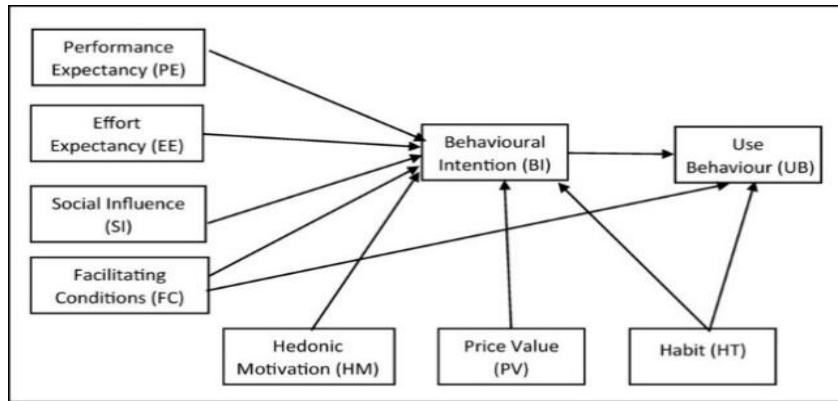 Performance
Expectancy (PE)
Effort
Expectancy (EE)
Behavioural
Intention (BI)
Use
Behaviour (UB)
Social Influence
(SI)
Facilitating
Conditions (FC)
Hedonic
Motivation (HM)
Price Value
(PV)
Habit (HT)